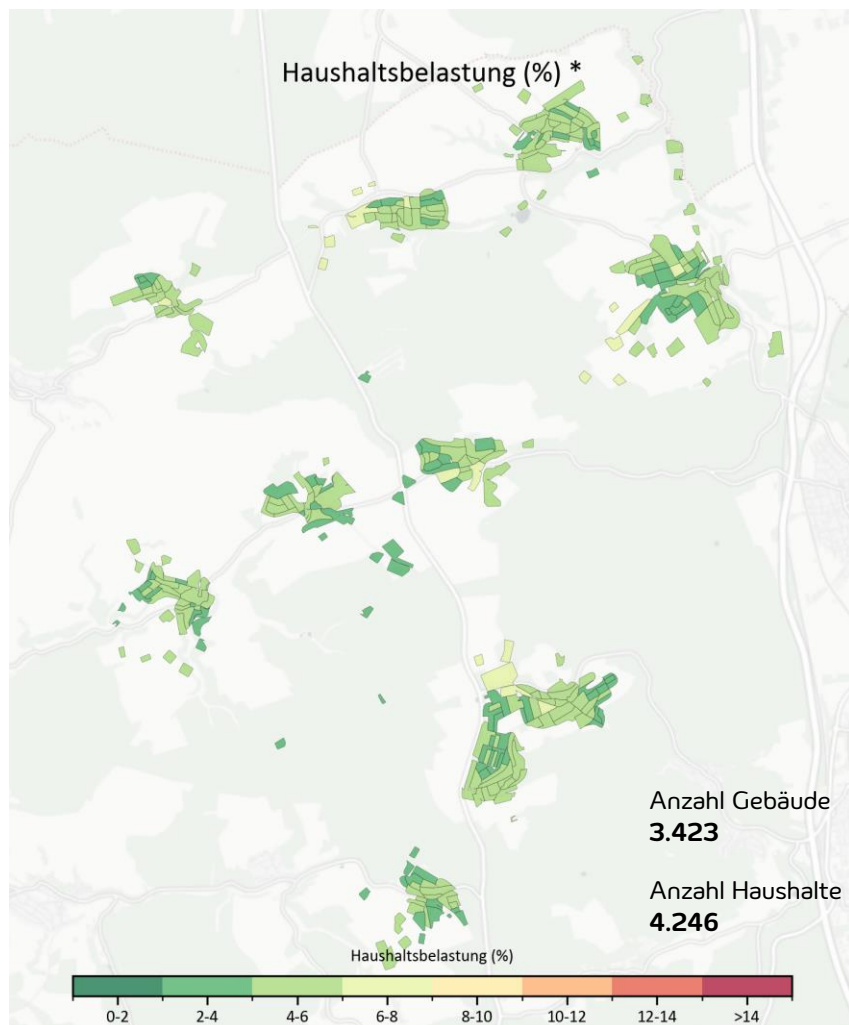 Haushaltsbelastung (%) *
Anzahl Gebäude
3.423
Anzahl Haushalte
4.246
Haushaltsbelastung (%)
0-2 2-4 4-6 6-8 8-10 10-12 12-14 >14